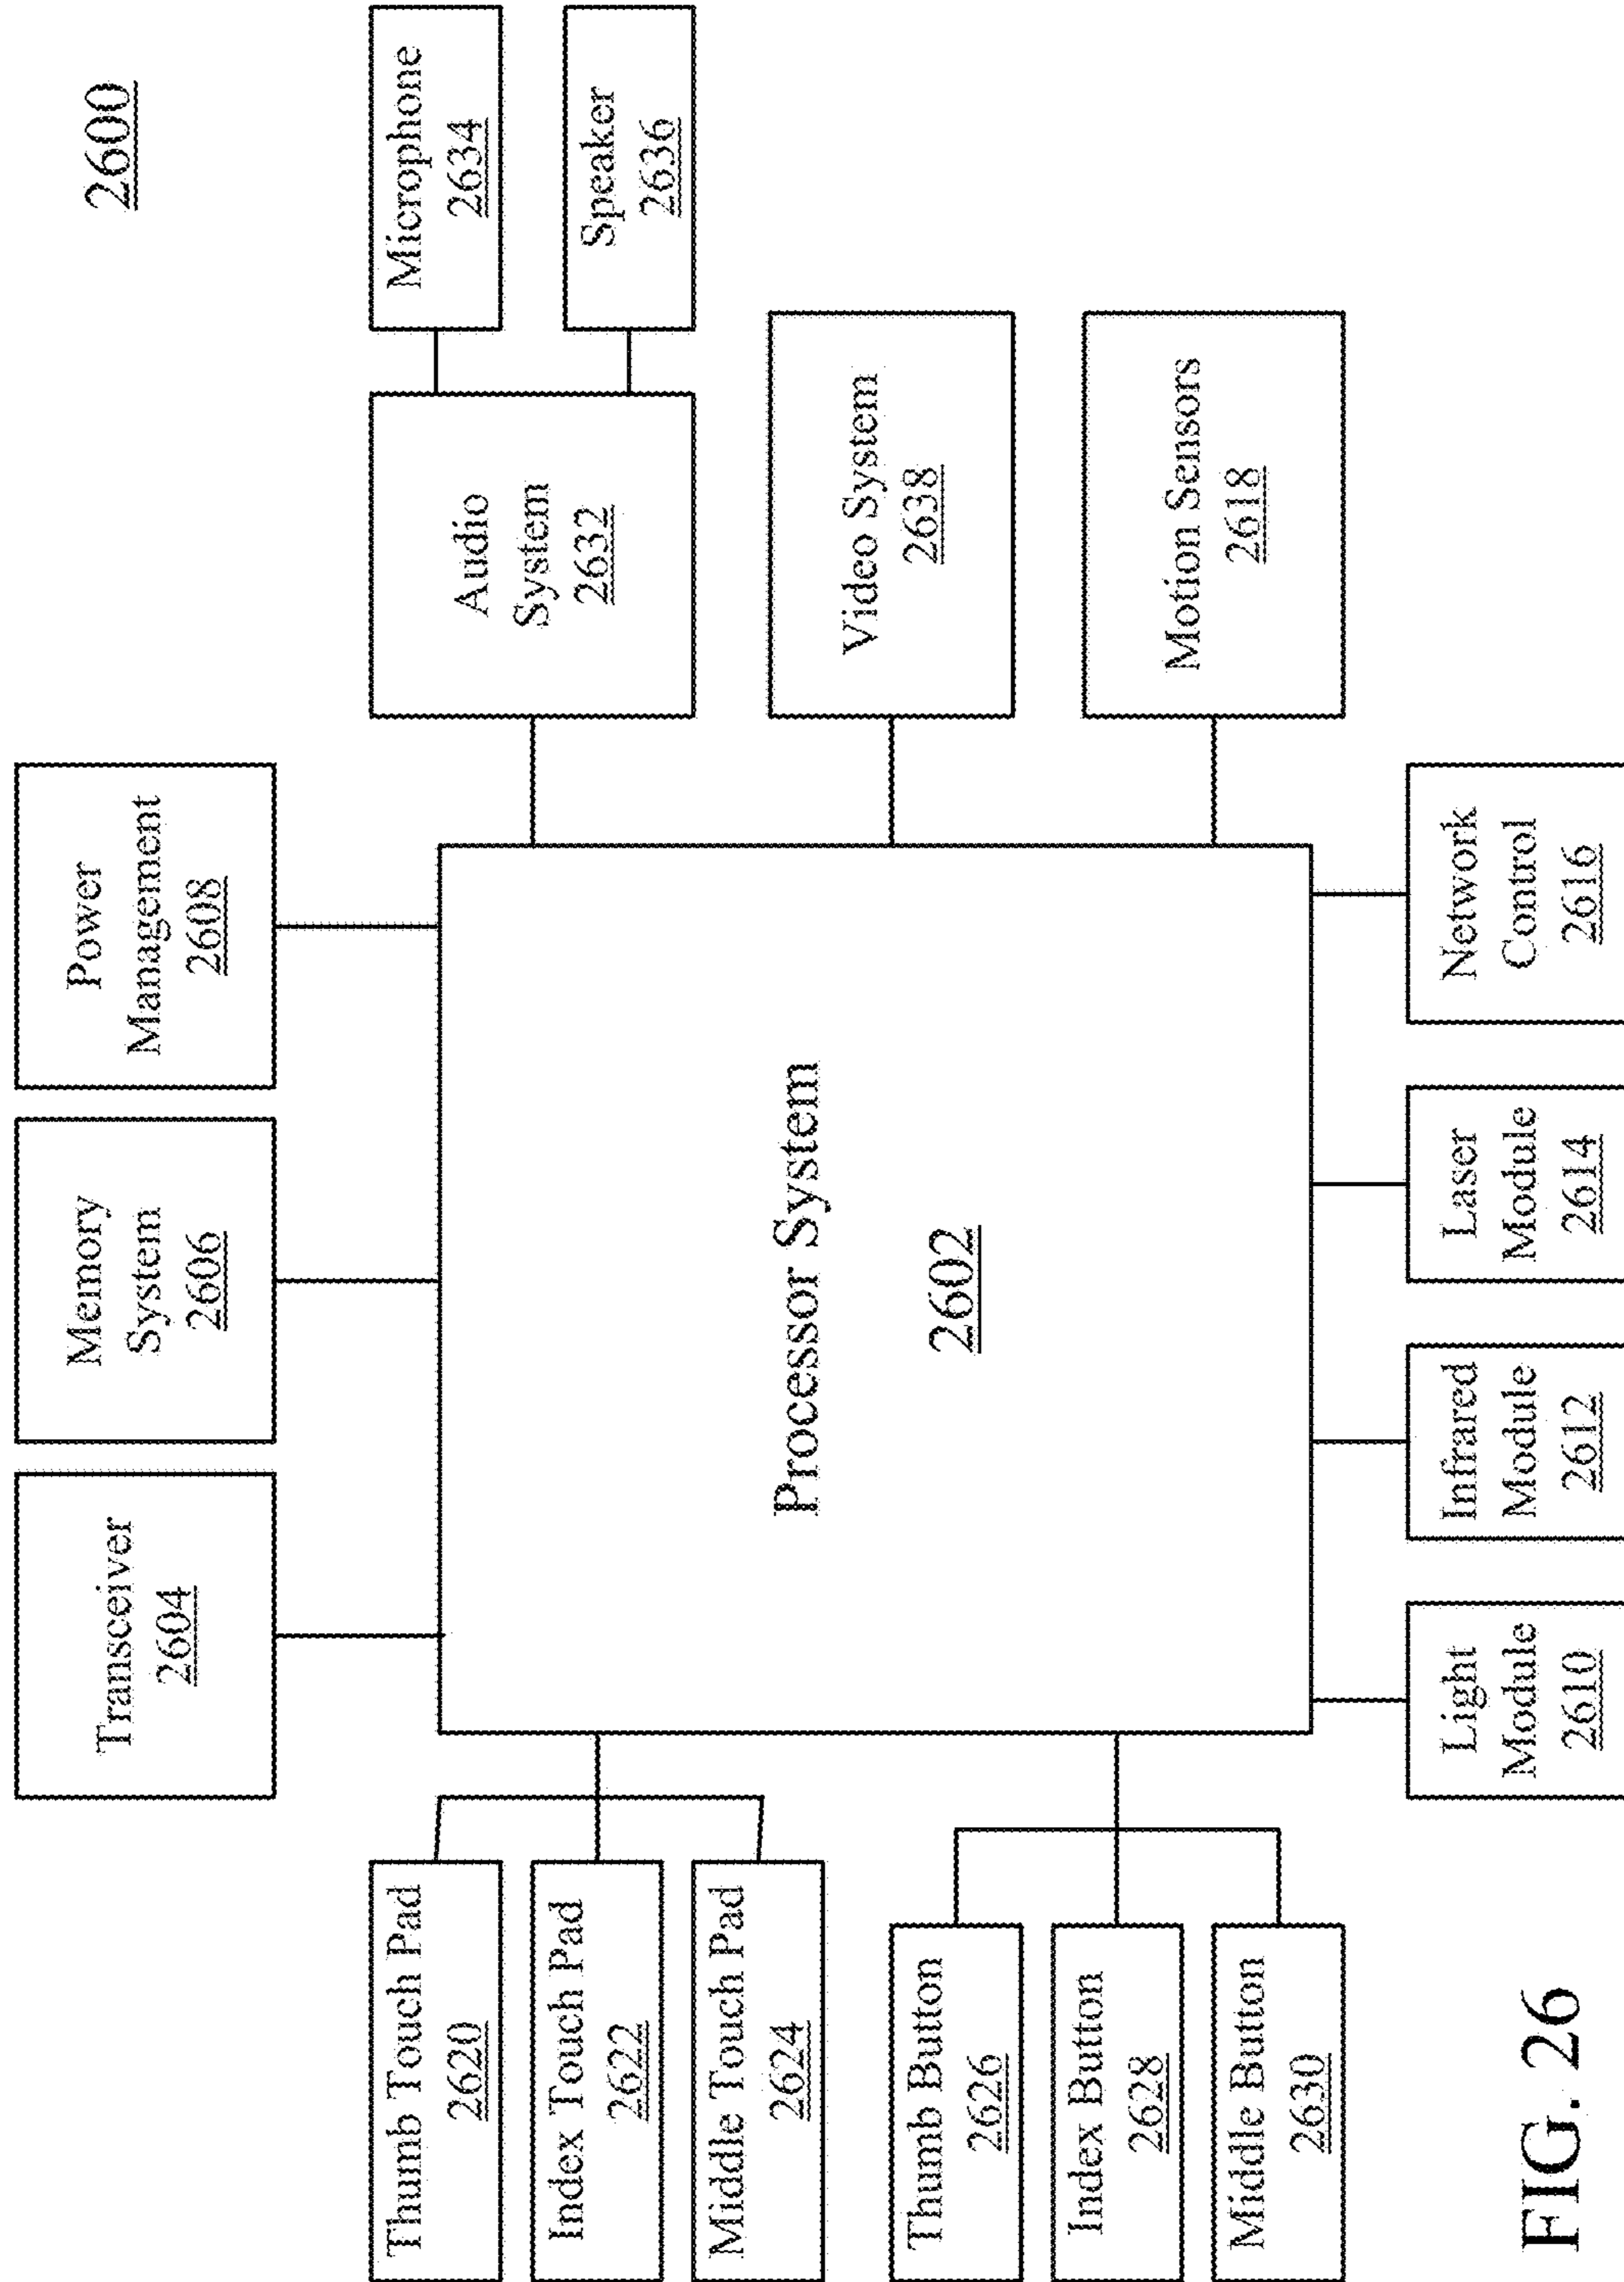 2600
Transceiver
2604
Memory
System
2606
Power
Management
2608
Thumb Touch Pad
2620
Index Touch Pad
2622
Middle Touch Pad
2624
Thumb Button
2626
Index Button
2628
Middle Button
2630
Processor System
2602
Audio
System
2632
Microphone
2634
Speaker
2636
Video System
2638
Motion Sensors
2618
Light
Module
2610
Infrared
Module
2612
Laser
Module
2614
Network
Control
2616
FIG. 26